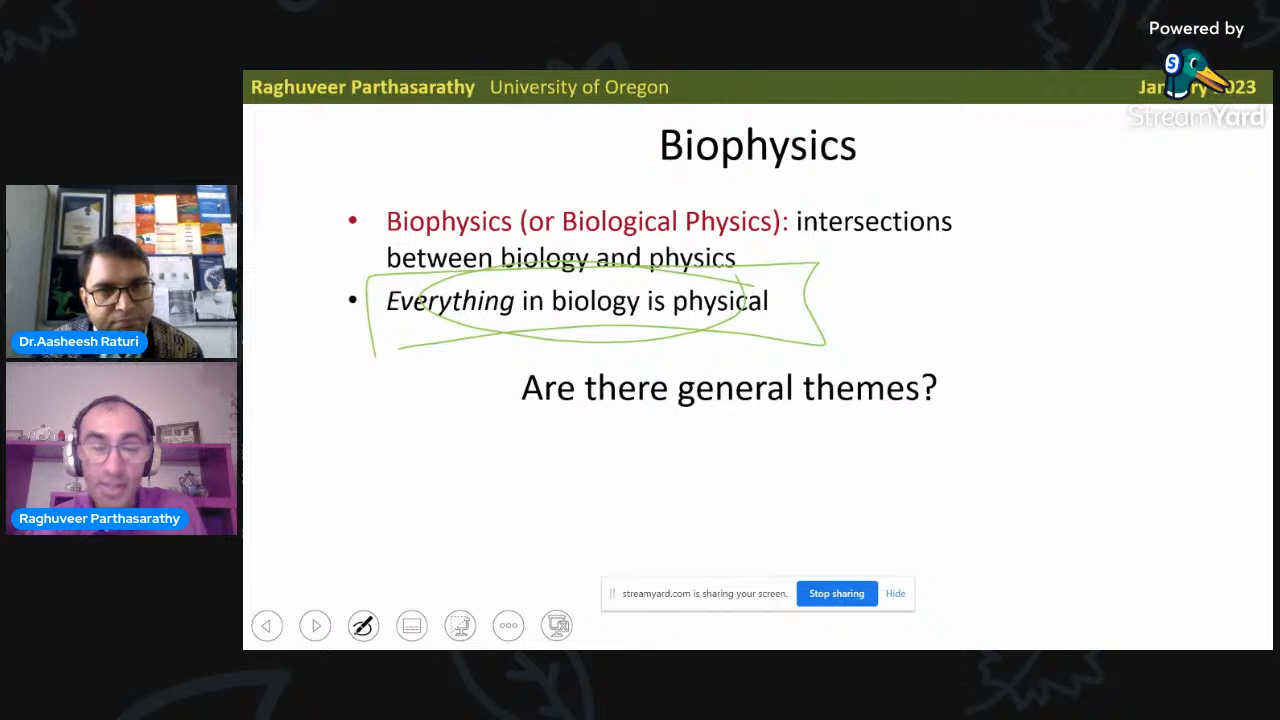 Powered by
StreamYard
Raghuveer Parthasarathy University of Oregon
2023
Biophysics
• Biophysics (or Biological Physics): intersections
between biology and physics
• Everything in biology is physical
Are there general themes?
Dr.Aasheesh Raturi
Raghuveer Parthasarathy
streamyard.com is sharing your screen. Stop sharing Hide